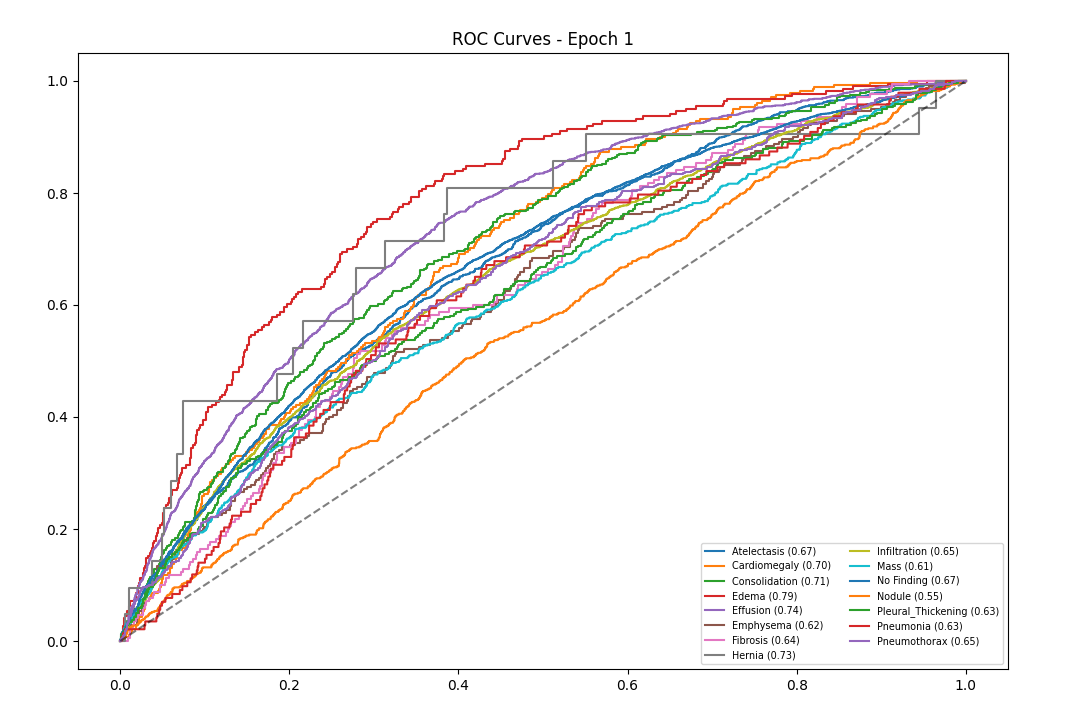 ROC Curves - Epoch 1
1.0
0.8
0.6
0.4
0.2
0.0
0.0 0.2 0.4 0.6 0.8 1.0
Atelectasis (0.67)
Cardiomegaly (0.70)
Consolidation (0.71)
Edema (0.79)
Effusion (0.74)
Emphysema (0.62)
Fibrosis (0.64)
Hernia (0.73)
Infiltration (0.65)
Mass (0.61)
No Finding (0.67)
Nodule (0.55)
Pleural_Thickening (0.63)
Pneumonia (0.63)
Pneumothorax (0.65)